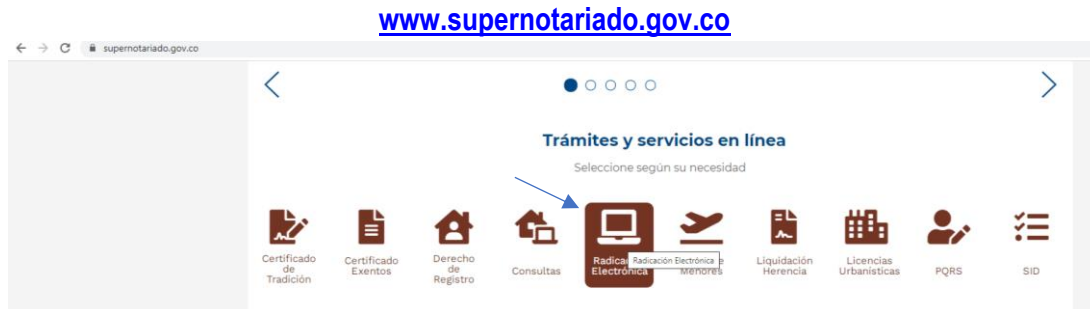 www.supernotariado.gov.co
supernotariado.gov.co
Trámites y servicios en línea
Seleccione según su necesidad
Certificado
de
Tradición
Certificado
Exentos
Derecho
de
Registro
Consultas
Electrónica
Radicación Electrónica
Menores
Liquidación
Herencia
Licencias
Urbanísticas
PQRS
SID